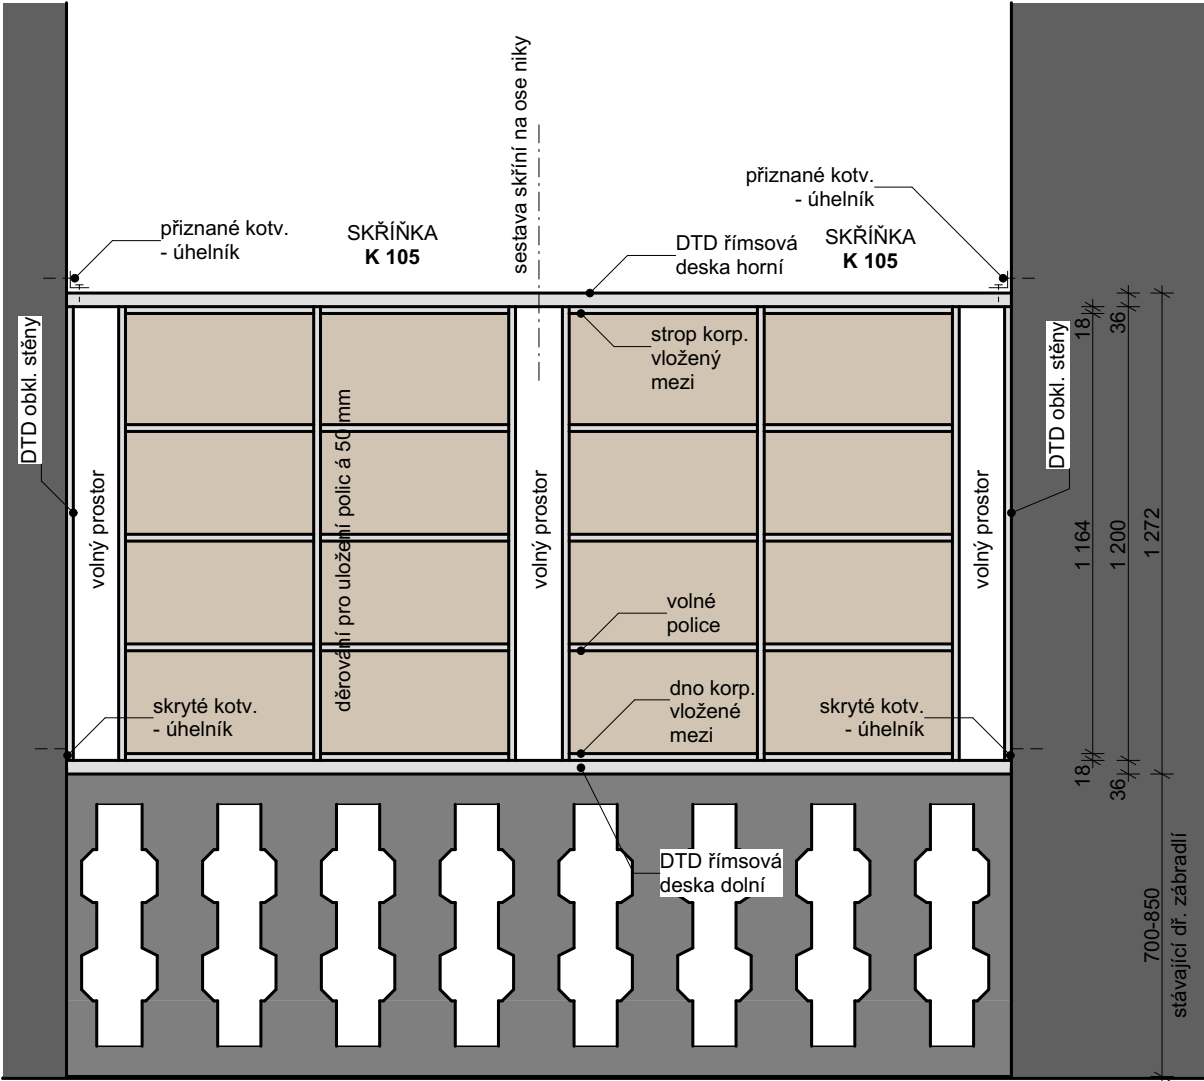 sestava skříní na ose niky
přiznané kotv.
- úhelník
SKŘÍŇKA
K 105
DTD římsová
deska horní
přiznané kotv.
- úhelník
SKŘÍŇKA
K 105
DTD obkl. stěny
volný prostor
děrování pro uložení polic á 50 mm
volný prostor
strop korp.
vložený
mezi
volné
police
dno korp.
vložené
mezi
volný prostor
DTD obkl. stěny
skryté kotv.
- úhelník
skryté kotv.
- úhelník
DTD římsová
deska dolní
18
1 164
18
36
1 200
36
1 272
700-850
stávající dř. zábradlí